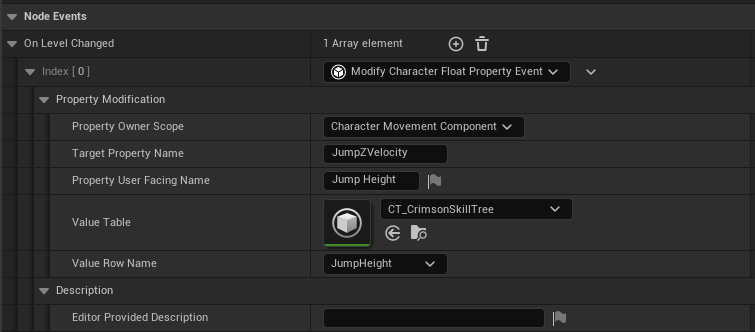 Node Events
On Level Changed 1 Array element
Index [ 0 ] Modify Character Float Property Event
Property Modification
Property Owner Scope Character Movement Component
Target Property Name JumpZVelocity
Property User Facing Name Jump Height
Value Table CT_CrimsonSkillTree
Value Row Name JumpHeight
Description
Editor Provided Description